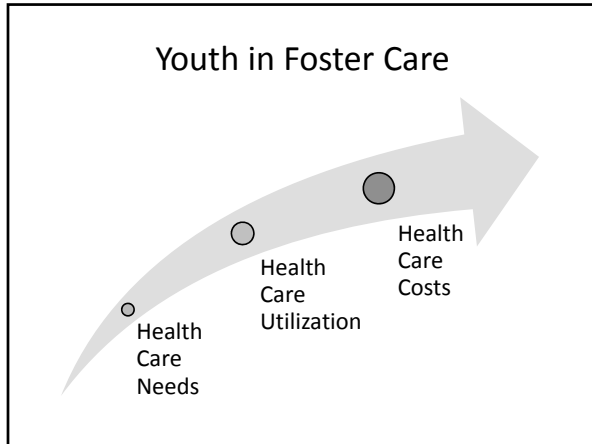 Youth in Foster Care
Health
Care
Needs
Health
Care
Utilization
Health
Care
Costs